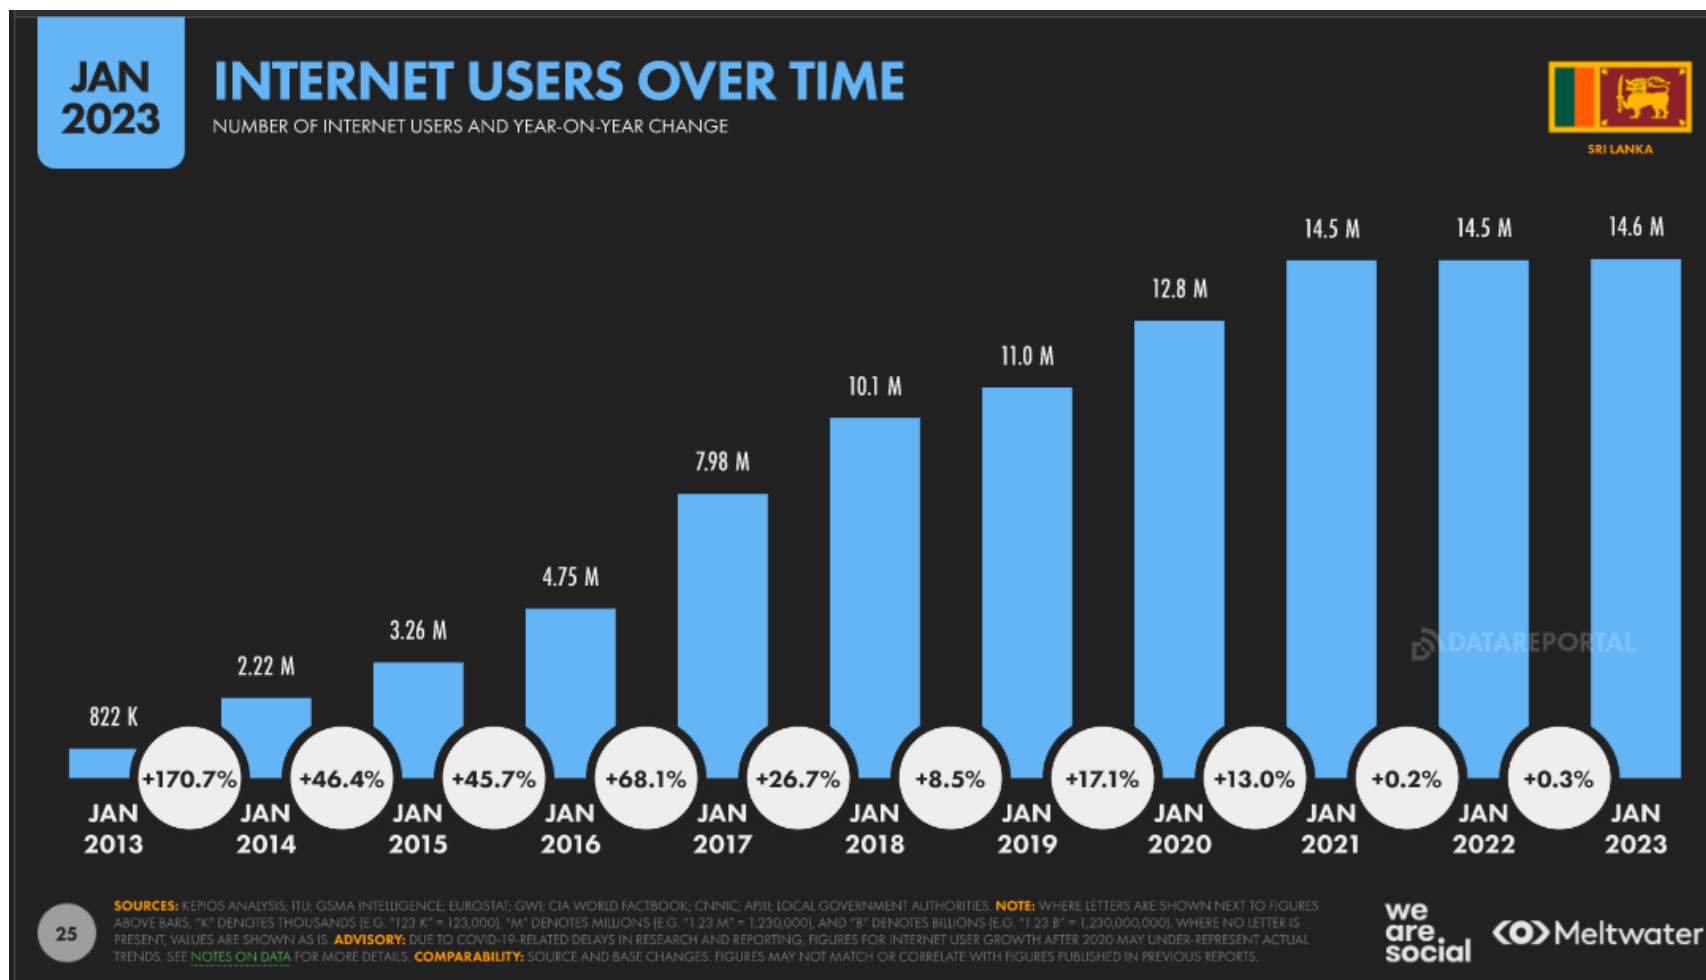 JAN
2023
INTERNET USERS OVER TIME
NUMBER OF INTERNET USERS AND YEAR-ON-YEAR CHANGE
SRI LANKA
822 K
2.22 M
3.26 M
4.75 M
7.98 M
10.1 M
11.0 M
12.8 M
14.5 M
14.5 M
14.6 M
DATAREPORTAL
+170.7%
+46.4%
+45.7%
+68.1%
+26.7%
+8.5%
+17.1%
+13.0%
+0.2%
+0.3%
JAN
2013
JAN
2014
JAN
2015
JAN
2016
JAN
2017
JAN
2018
JAN
2019
JAN
2020
JAN
2021
JAN
2022
JAN
2023
25
SOURCES: KEPIOS ANALYSIS; ITU; GSMA INTELLIGENCE; EUROSTAT; GWI; CIA WORLD FACTBOOK; CNNIC; APJII; LOCAL GOVERNMENT AUTHORITIES. NOTE: WHERE LETTERS ARE SHOWN NEXT TO FIGURES
ABOVE BARS, "K" DENOTES THOUSANDS (E.G. "123 K" = 123,000), "M" DENOTES MILLIONS (E.G. "1.23 M" = 1,230,000), AND "B" DENOTES BILLIONS (E.G. "1.23 B" = 1,230,000,000). WHERE NO LETTER IS
PRESENT, VALUES ARE SHOWN AS IS. ADVISORY: DUE TO COVID-19-RELATED DELAYS IN RESEARCH AND REPORTING, FIGURES FOR INTERNET USER GROWTH AFTER 2020 MAY UNDER-REPRESENT ACTUAL
TRENDS. SEE NOTES ON DATA FOR MORE DETAILS. COMPARABILITY: SOURCE AND BASE CHANGES. FIGURES MAY NOT MATCH OR CORRELATE WITH FIGURES PUBLISHED IN PREVIOUS REPORTS.
we
are
social
Meltwater